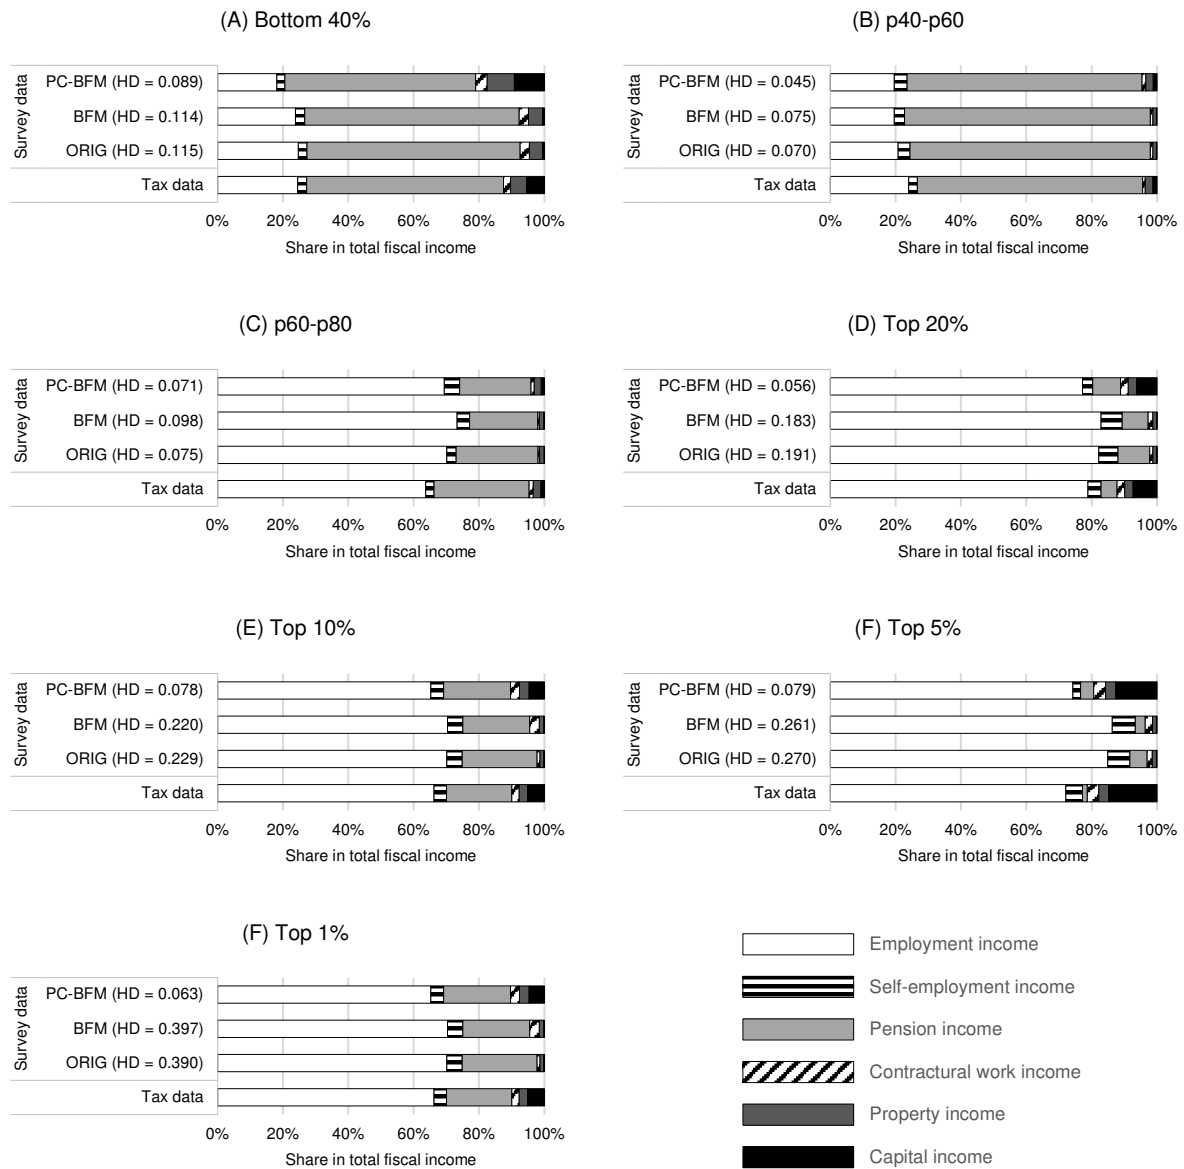 (A) Bottom 40%
Survey data
PC-BFM (HD = 0.089)
BFM (HD = 0.114)
ORIG (HD = 0.115)
Tax data
0% 20% 40% 60% 80% 100%
Share in total fiscal income
(B) p40-p60
Survey data
PC-BFM (HD = 0.045)
BFM (HD = 0.075)
ORIG (HD = 0.070)
Tax data
0% 20% 40% 60% 80% 100%
Share in total fiscal income
(C) p60-p80
Survey data
PC-BFM (HD = 0.071)
BFM (HD = 0.098)
ORIG (HD = 0.075)
Tax data
0% 20% 40% 60% 80% 100%
Share in total fiscal income
(D) Top 20%
Survey data
PC-BFM (HD = 0.056)
BFM (HD = 0.183)
ORIG (HD = 0.191)
Tax data
0% 20% 40% 60% 80% 100%
Share in total fiscal income
(E) Top 10%
Survey data
PC-BFM (HD = 0.078)
BFM (HD = 0.220)
ORIG (HD = 0.229)
Tax data
0% 20% 40% 60% 80% 100%
Share in total fiscal income
(F) Top 5%
Survey data
PC-BFM (HD = 0.079)
BFM (HD = 0.261)
ORIG (HD = 0.270)
Tax data
0% 20% 40% 60% 80% 100%
Share in total fiscal income
(F) Top 1%
Survey data
PC-BFM (HD = 0.063)
BFM (HD = 0.397)
ORIG (HD = 0.390)
Tax data
0% 20% 40% 60% 80% 100%
Share in total fiscal income
Employment income
Self-employment income
Pension income
Contractural work income
Property income
Capital income